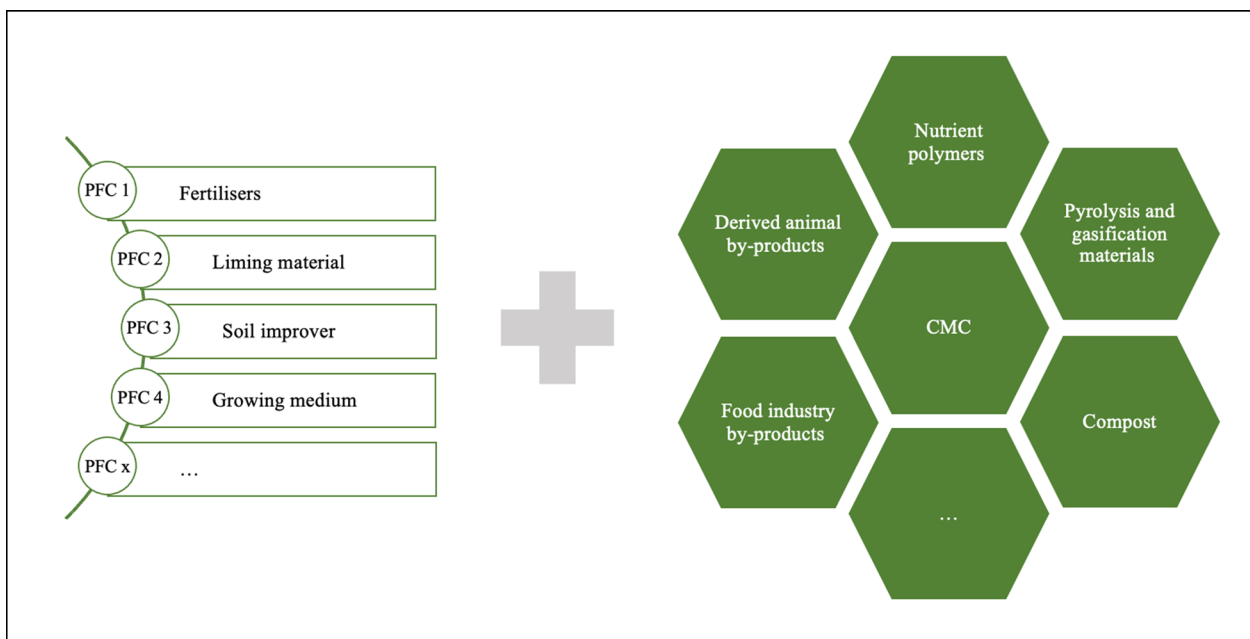 PFC 1
Fertilisers
PFC 2
Liming material
PFC 3
Soil improver
PFC 4
Growing medium
PFC x
…
Nutrient
polymers
Derived animal
by-products
Pyrolysis and
gasification
materials
CMC
Food industry
by-products
Compost
…